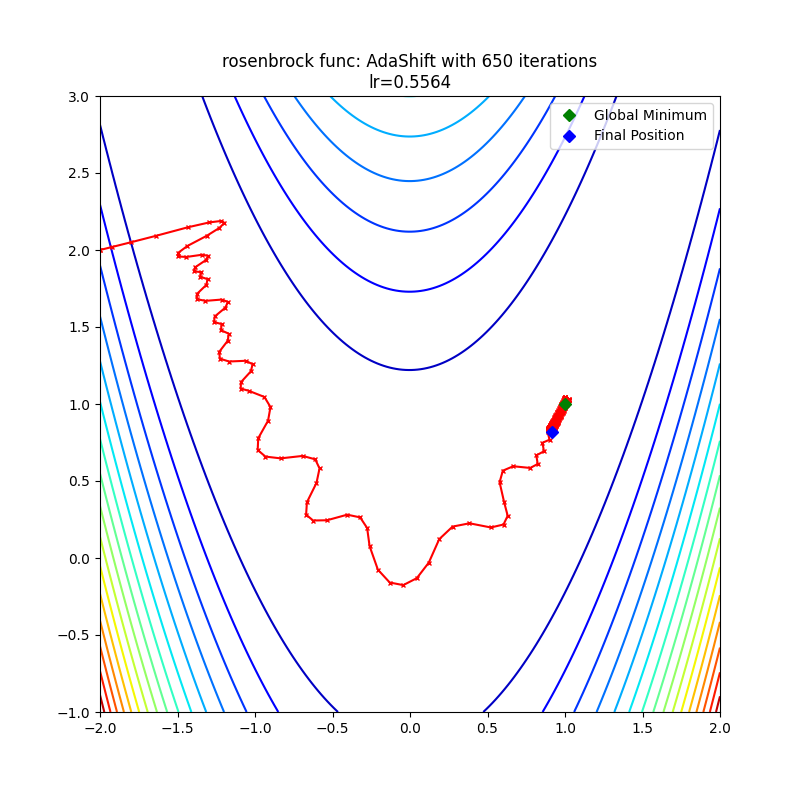 rosenbrock func: AdaShift with 650 iterations
lr=0.5564
Global Minimum
Final Position
3.0
2.5
2.0
1.5
1.0
0.5
0.0
−0.5
−1.0
−2.0 −1.5 −1.0 −0.5 0.0 0.5 1.0 1.5 2.0